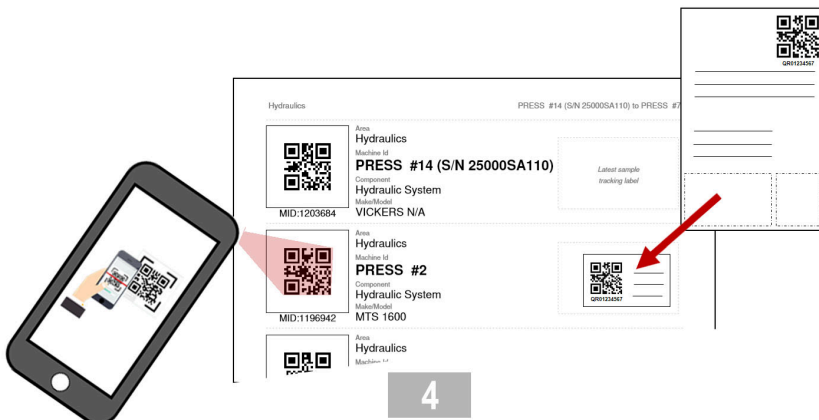 QR01234567
Hydraulics
PRESS #14 (S/N 25000SA110) to PRESS #7
Area
Hydraulics
Machine Id
PRESS #14 (S/N 25000SA110)
Component
Hydraulic System
Make/Model
VICKERS N/A
MID:1203684
Latest sample
tracking label
Area
Hydraulics
Machine Id
PRESS #2
Component
Hydraulic System
Make/Model
MTS 1600
MID:1196942
QR01234567
Area
Hydraulics
Machine
4